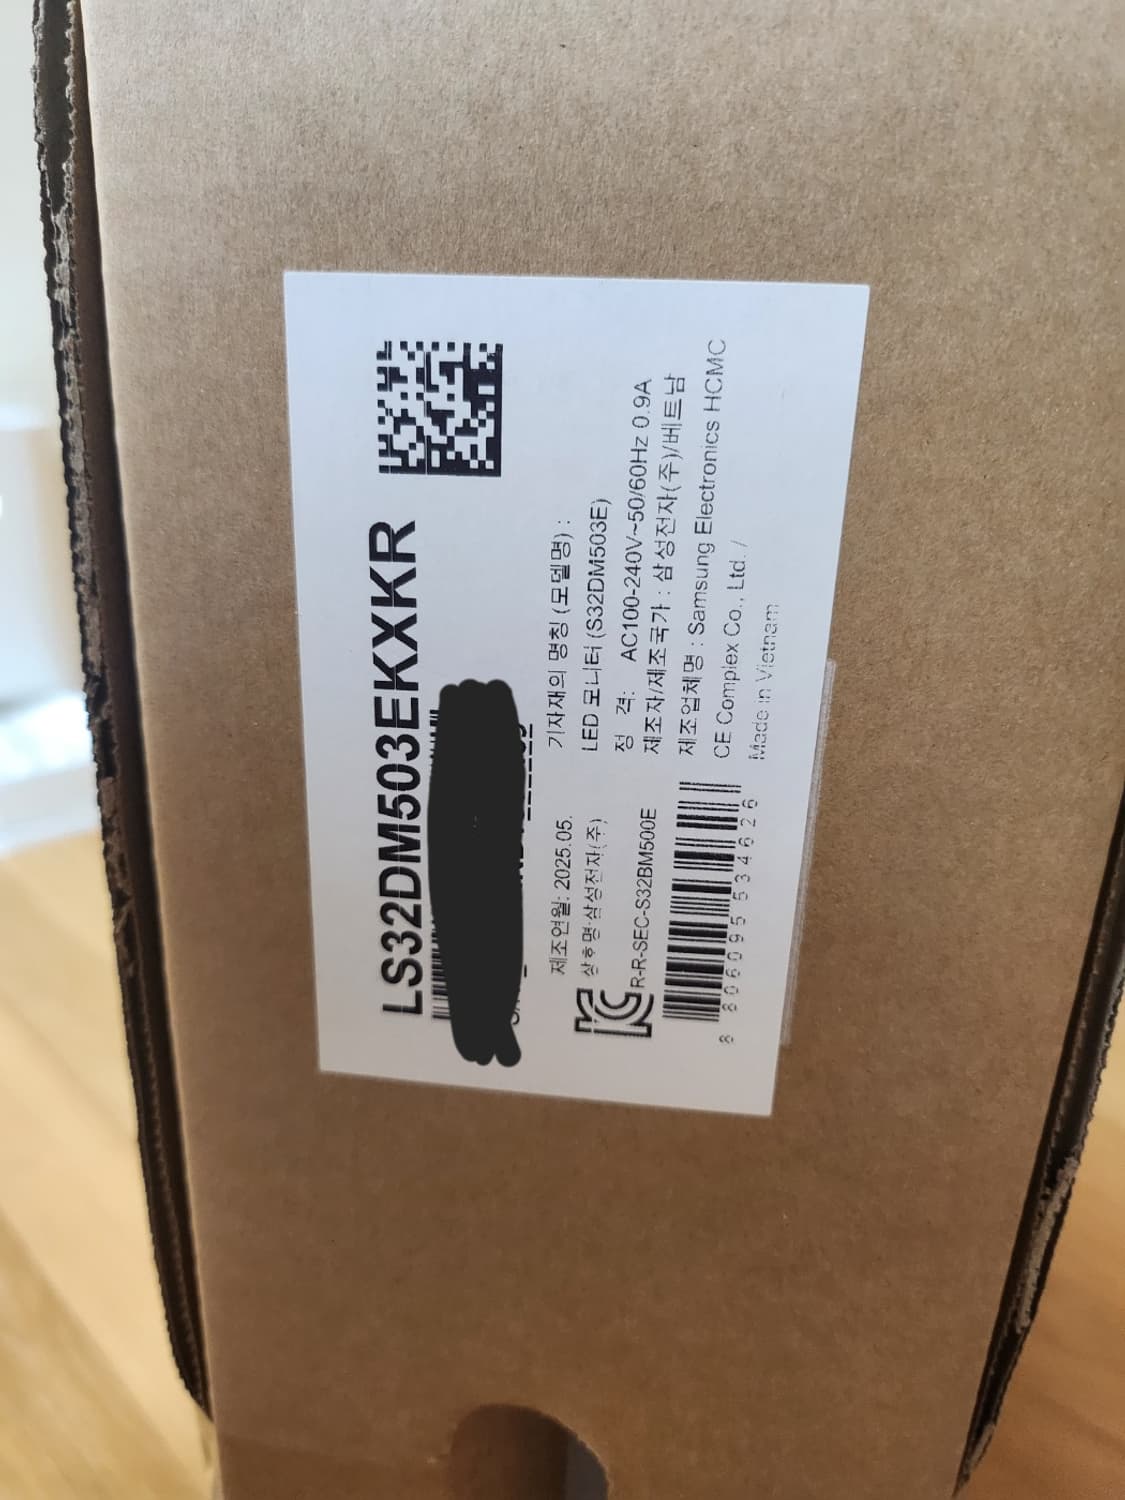 LS32DM503EKXKR
제조연월: 2025.05.
상호명:삼성전자(주)
R-R-SEC-S32BM500E
8 806095 534626
기자재의 명칭 (모델명) :
LED 모니터 (S32DM503E)
정 격: AC100-240V~50/60Hz 0.9A
제조자/제조국가 : 삼성전자(주)/베트남
제조업체명 : Samsung Electronics HCMC
CE Complex Co., Ltd. /
Made in Vietnam